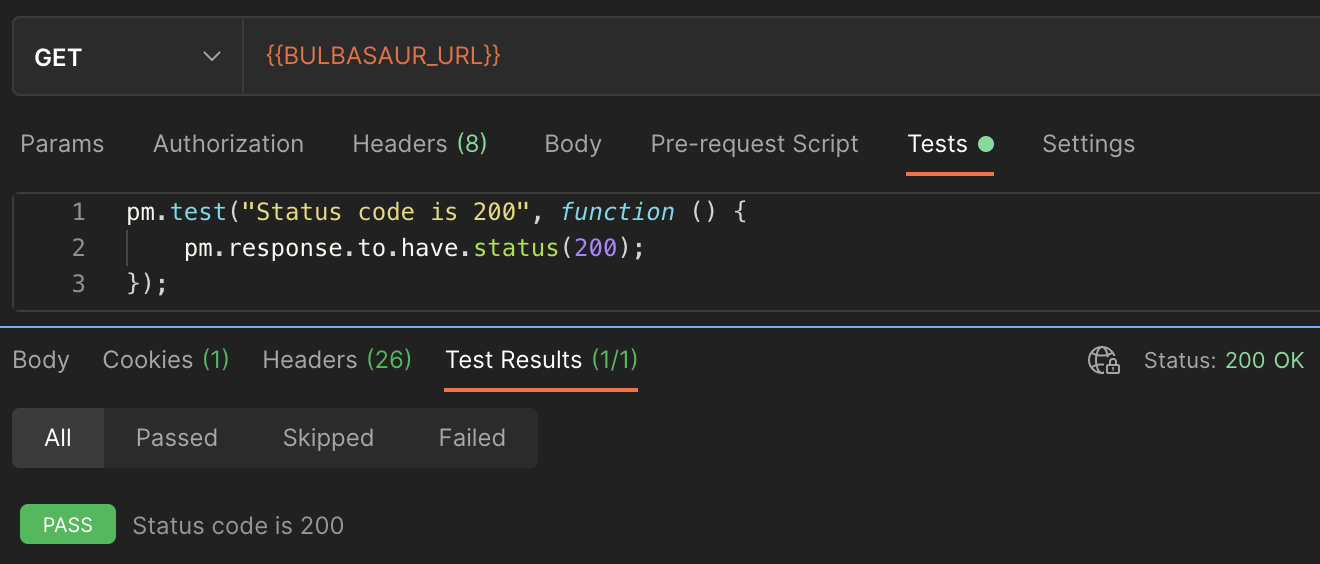 GET {{BULBASAUR_URL}}
Params Authorization Headers (8) Body Pre-request Script Tests Settings
1 pm.test("Status code is 200", function () {
2 pm.response.to.have.status(200);
3 });
Body Cookies (1) Headers (26) Test Results (1/1) Status: 200 OK
All Passed Skipped Failed
PASS Status code is 200